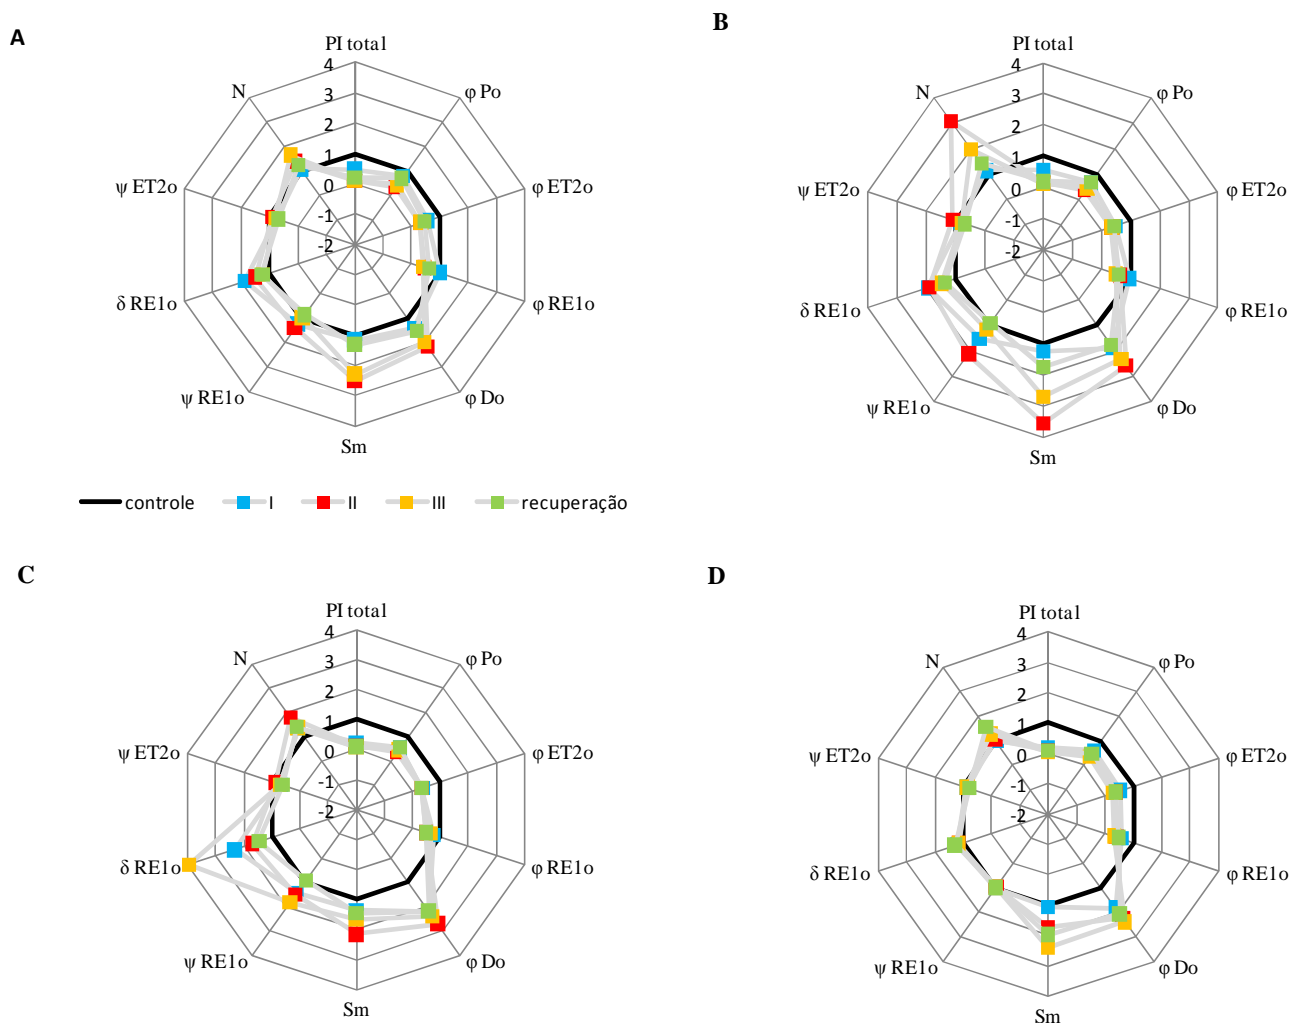 A
PI total
φ Po
φ ET2o
φ RE1o
φ Do
Sm
ψ RE1o
δ RE1o
ψ ET2o
N
4
3
2
1
0
-1
-2
B
PI total
φ Po
φ ET2o
φ RE1o
φ Do
Sm
ψ RE1o
δ RE1o
ψ ET2o
N
4
3
2
1
0
-1
-2
controle I II III recuperação
C
PI total
φ Po
φ ET2o
φ RE1o
φ Do
Sm
ψ RE1o
δ RE1o
ψ ET2o
N
4
3
2
1
0
-1
-2
D
PI total
φ Po
φ ET2o
φ RE1o
φ Do
Sm
ψ RE1o
δ RE1o
ψ ET2o
N
4
3
2
1
0
-1
-2